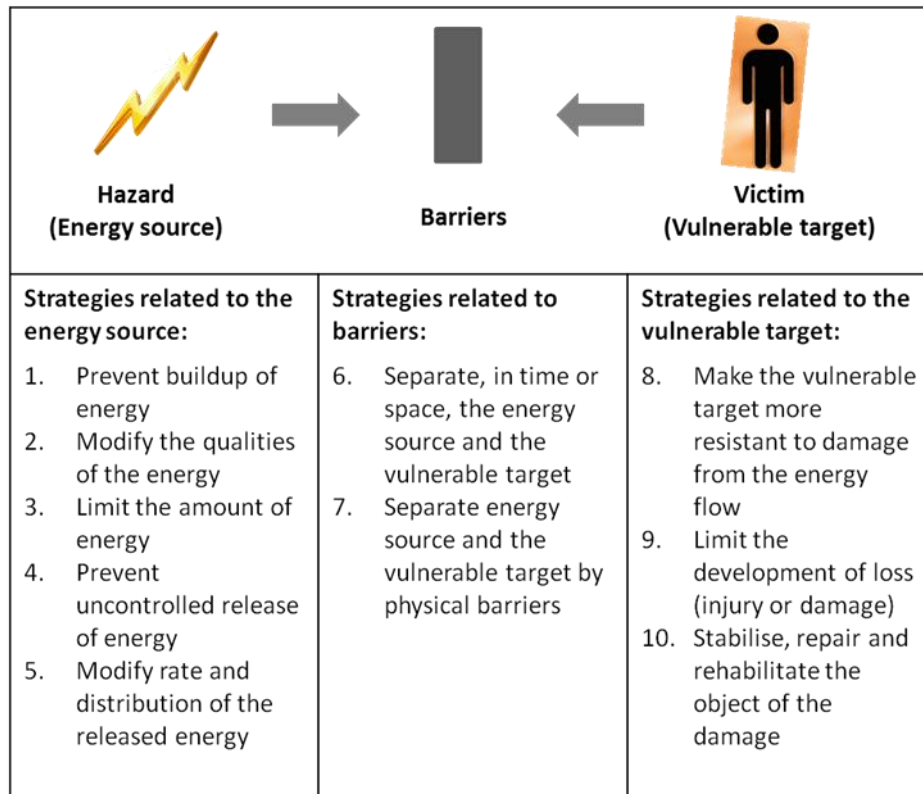 Hazard
(Energy source)
Barriers
Victim
(Vulnerable target)
Strategies related to the
energy source:
1. Prevent buildup of
energy
2. Modify the qualities
of the energy
3. Limit the amount of
energy
4. Prevent
uncontrolled release
of energy
5. Modify rate and
distribution of the
released energy
Strategies related to
barriers:
6. Separate, in time or
space, the energy
source and the
vulnerable target
7. Separate energy
source and the
vulnerable target by
physical barriers
Strategies related to the
vulnerable target:
8. Make the vulnerable
target more
resistant to damage
from the energy
flow
9. Limit the
development of loss
(injury or damage)
10. Stabilise, repair and
rehabilitate the
object of the
damage